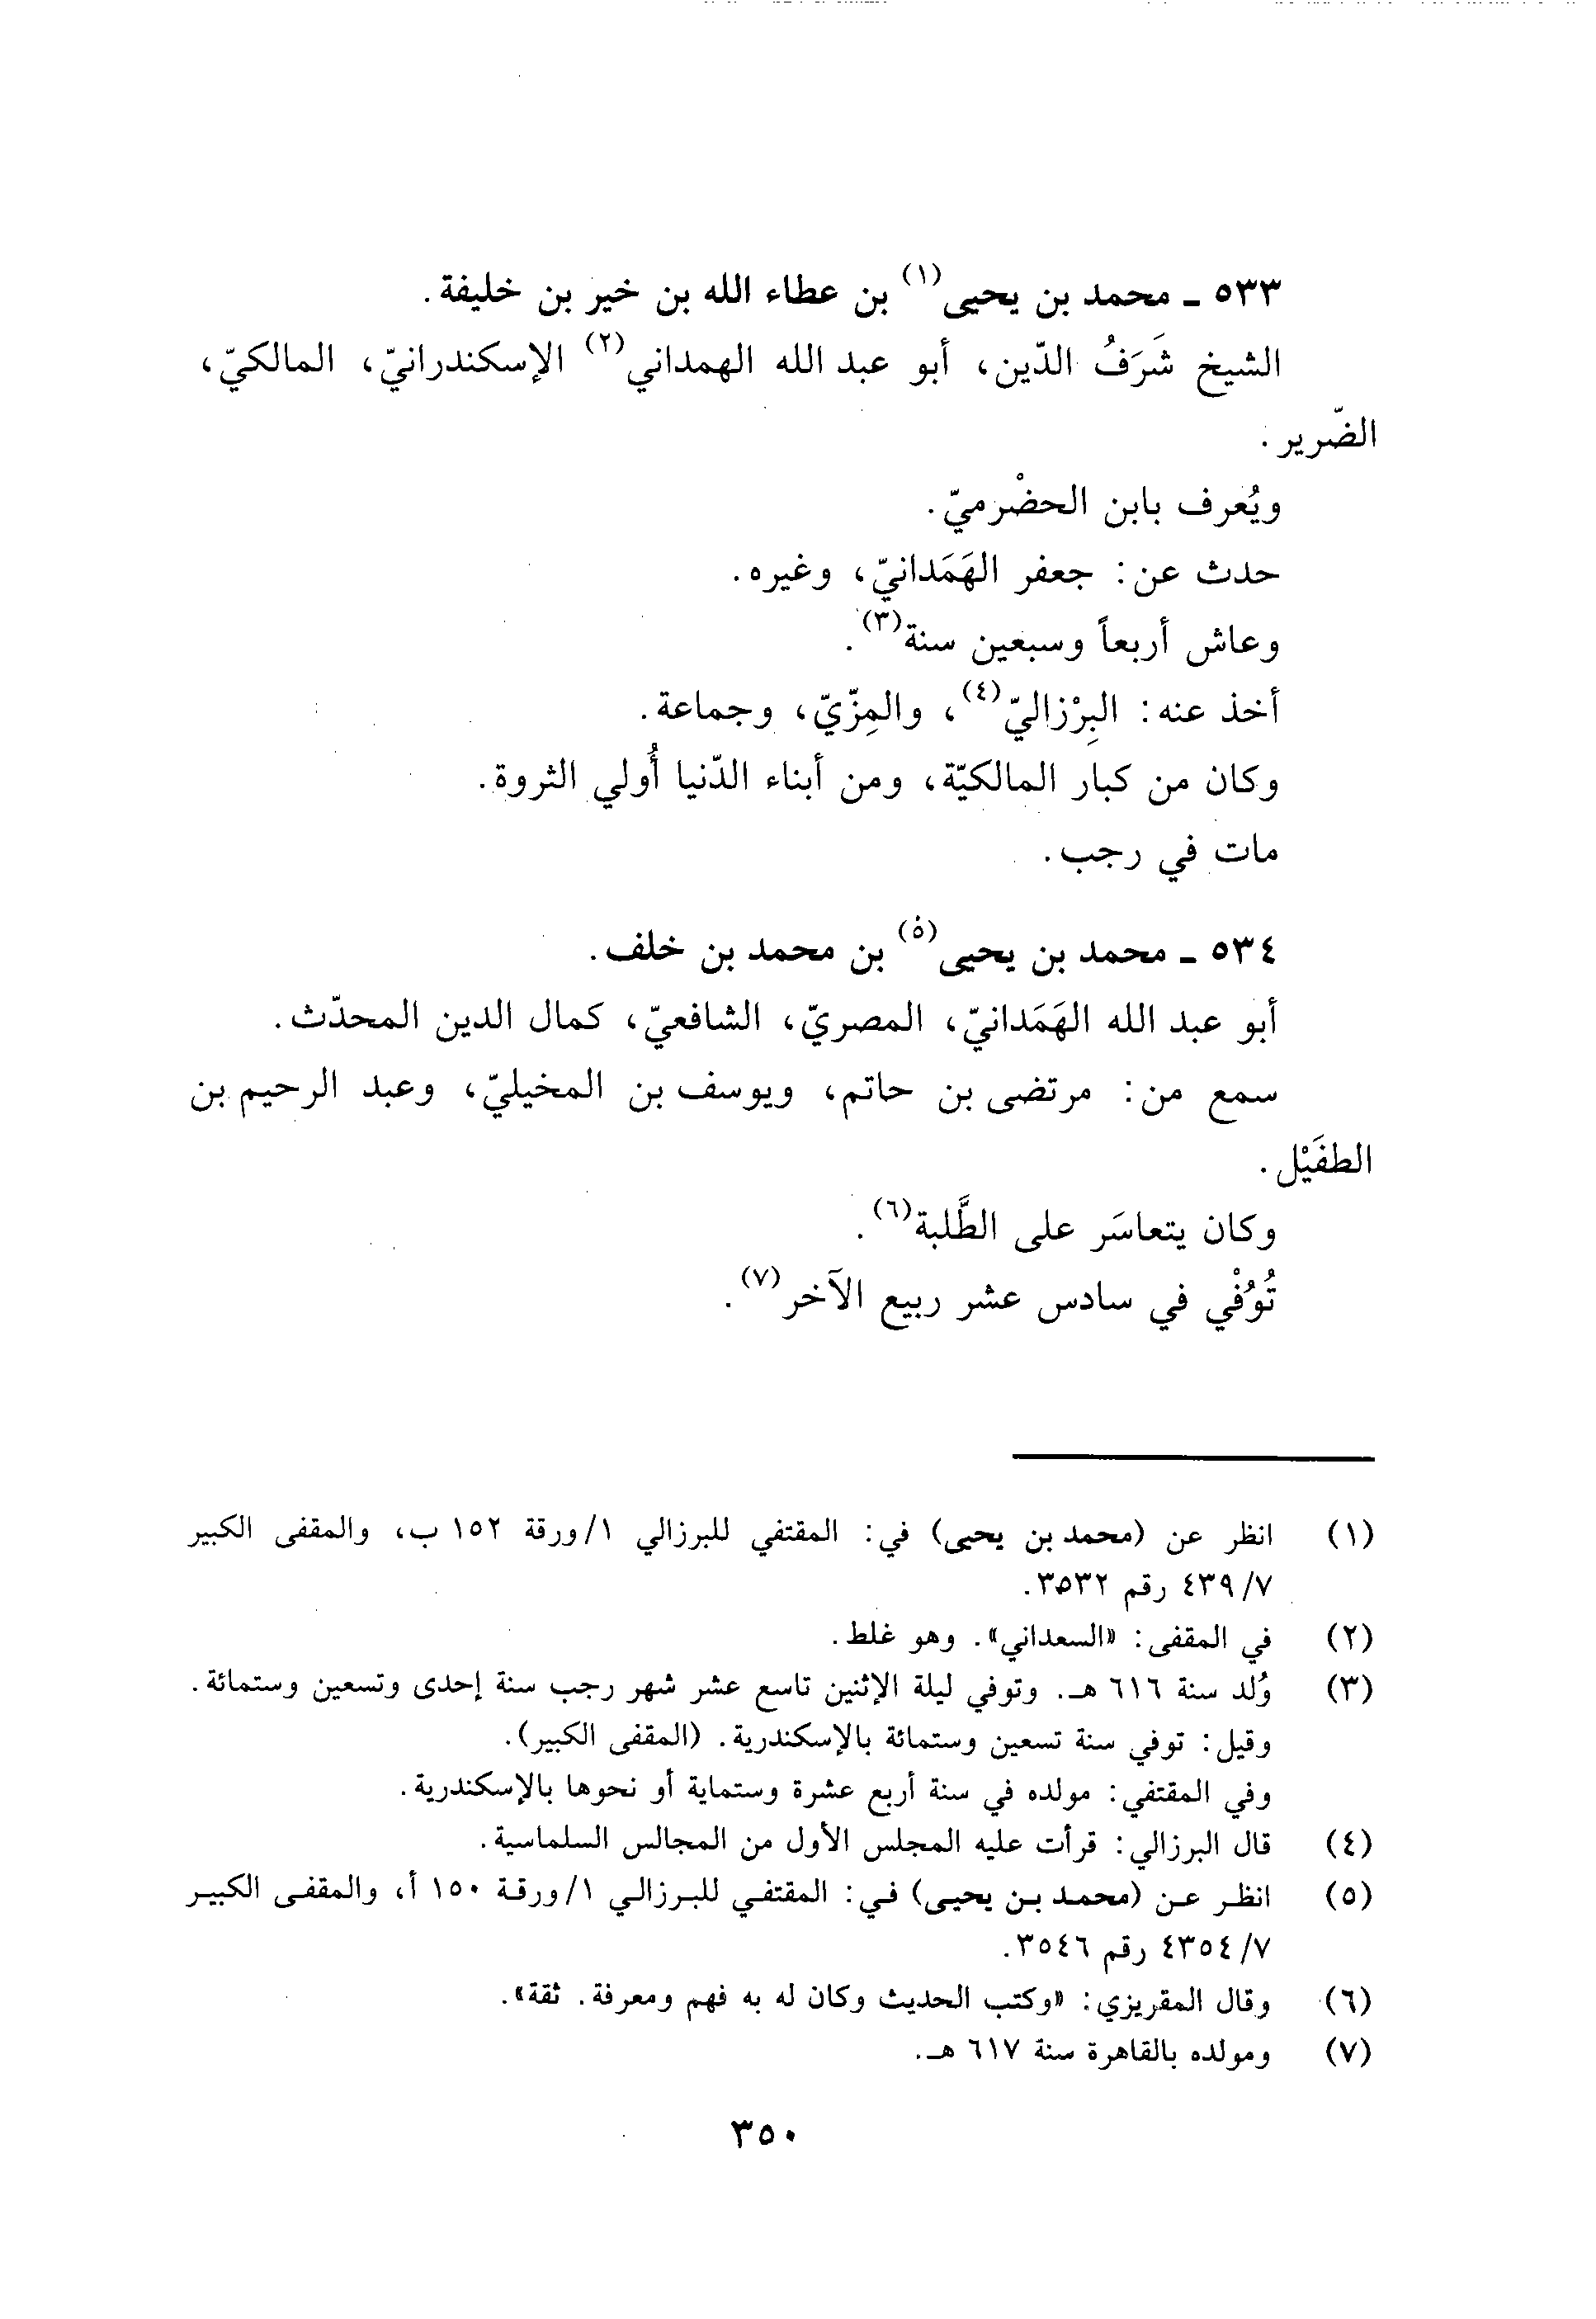 ٥٣٣ ـ محمد بن يحيى(١) بن عطاء الله بن خير بن خليفة.
الشيخ شَرَفُ الدّين، أبو عبد الله الهمداني(٢) الإسكندرانيّ، المالكيّ،
الضّرير.
ويُعرف بابن الحضْرميّ.
حدث عن: جعفر الهَمَدانيّ، وغيره.
وعاش أربعاً وسبعين سنة(٣).
أخذ عنه: البِرْزاليّ(٤)، والمِزّيّ، وجماعة.
وكان من كبار المالكيّة، ومن أبناء الدّنيا أُولي الثروة.
مات في رجب.
٥٣٤ ـ محمد بن يحيى(٥) بن محمد بن خلف.
أبو عبد الله الهَمَدانيّ، المصريّ، الشافعيّ، كمال الدين المحدّث.
سمع من: مرتضى بن حاتم، ويوسف بن المخيليّ، وعبد الرحيم بن
الطفَيْل.
وكان يتعاسَر على الطَّلبة(٦).
تُوُفْي في سادس عشر ربيع الآخر(٧).
(١) انظر عن (محمد بن يحيى) في: المقتفي للبرزالي ١/ورقة ١٥٢ ب، والمقفى الكبير
٧/ ٤٣٩ رقم ٣٥٣٢.
(٢) في المقفى: «السعداني». وهو غلط.
(٣) وُلد سنة ٦١٦ هـ. وتوفي ليلة الإثنين تاسع عشر شهر رجب سنة إحدى وتسعين وستمائة.
وقيل: توفي سنة تسعين وستمائة بالإسكندرية. (المقفى الكبير).
وفي المقتفي: مولده في سنة أربع عشرة وستماية أو نحوها بالإسكندرية.
(٤) قال البرزالي: قرأت عليه المجلس الأول من المجالس السلماسية.
(٥) انظر عن (محمد بن يحيى) في: المقتفي للبرزالي ١/ورقة ١٥٠ أ، والمقفى الكبير
٧/ ٤٣٥٤ رقم ٣٥٤٦.
(٦) وقال المقريزي: «وكتب الحديث وكان له به فهم ومعرفة. ثقة».
(٧) ومولده بالقاهرة سنة ٦١٧ هـ.
٣٥٠